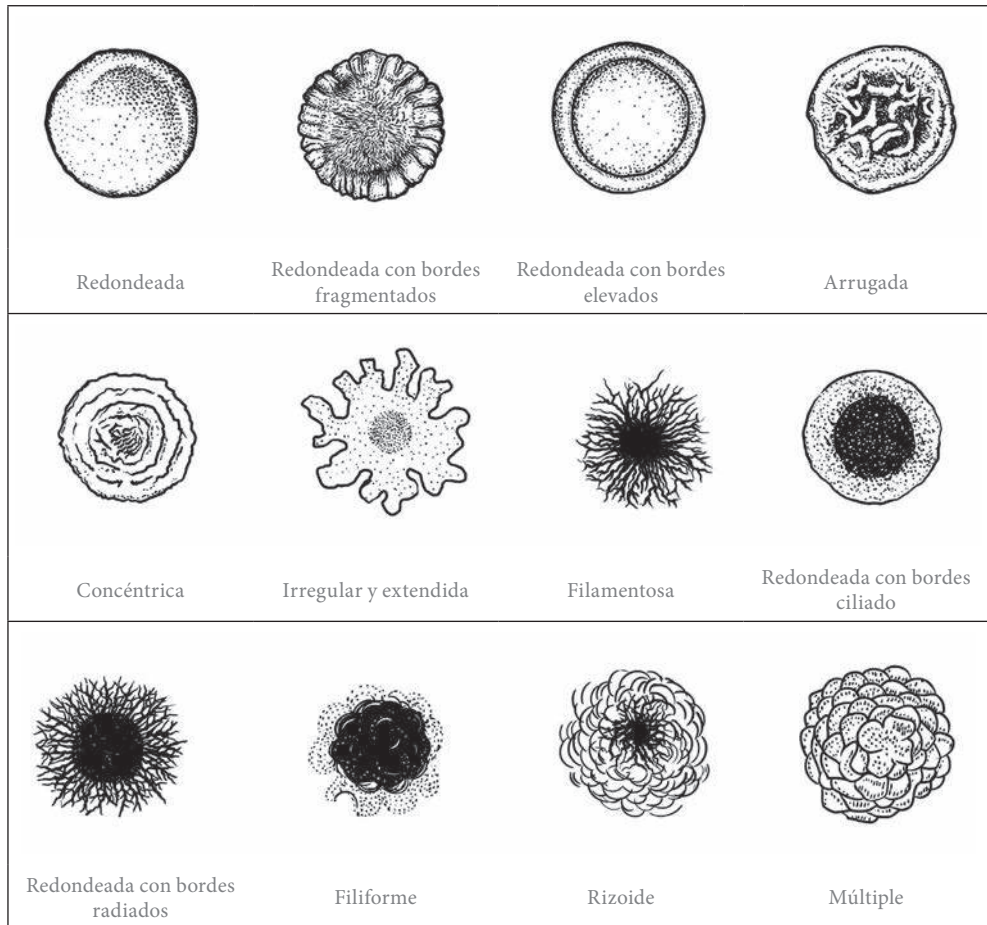 Redondeada
Redondeada con bordes
fragmentados
Redondeada con bordes
elevados
Arrugada
Concéntrica
Irregular y extendida
Filamentosa
Redondeada con bordes
ciliado
Redondeada con bordes
radiados
Filiforme
Rizoide
Múltiple